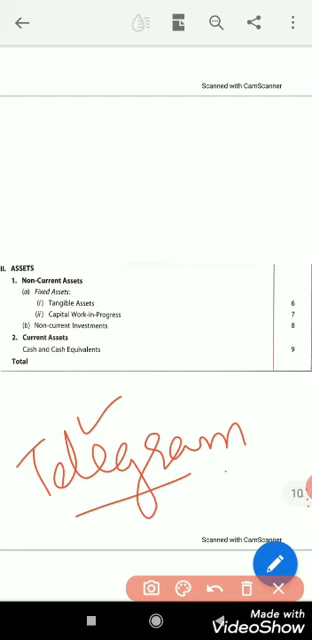 Scanned with CamScanner
II. ASSETS
1. Non-Current Assets
(a) Fixed Assets:
(i) Tangible Assets 6
(ii) Capital Work-in-Progress 7
(b) Non-current Investments 8
2. Current Assets
Cash and Cash Equivalents 9
Total
Telegram
10
Scanned with CamScanner
Made with
VideoShow